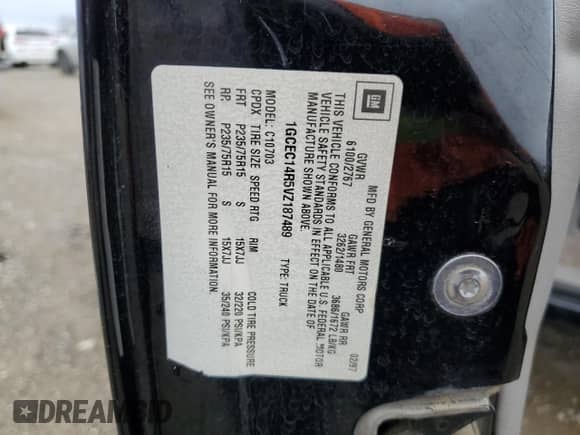 GM
MFD BY GENERAL MOTORS CORP
02/97
GVWR GAWR FRT GAWR RR
6100/2767 3262/1480 3686/1672 LB/KG
THIS VEHICLE CONFORMS TO ALL APPLICABLE U.S. FEDERAL MOTOR
VEHICLE SAFETY STANDARDS IN EFFECT ON THE DATE OF
MANUFACTURE SHOWN ABOVE.
1GCEC14R5VZ187489 TYPE: TRUCK
C10703
CPDX TIRE SIZE SPEED RTG RIM COLD TIRE PRESSURE
FRT P235/75R15 S 15X7JJ 32/220 PSI/KPA
RR P235/75R15 S 15X7JJ 35/240 PSI/KPA
SEE OWNER'S MANUAL FOR MORE INFORMATION.
DREAMBID